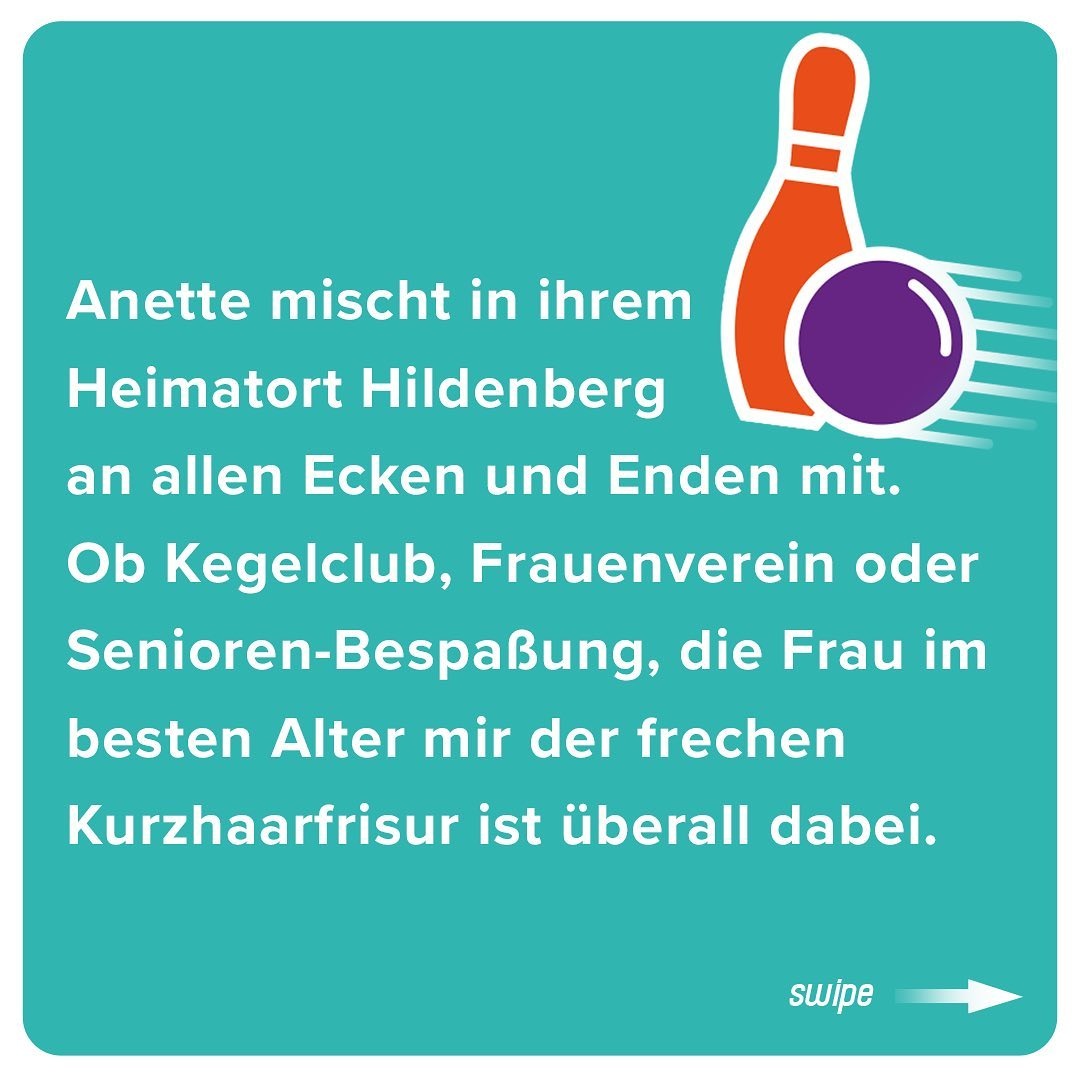 Anette mischt in ihrem
Heimatort Hildenberg
an allen Ecken und Enden mit.
Ob Kegelclub, Frauenverein oder
Senioren-Bespaßung, die Frau im
besten Alter mir der frechen
Kurzhaarfrisur ist überall dabei.
swipe